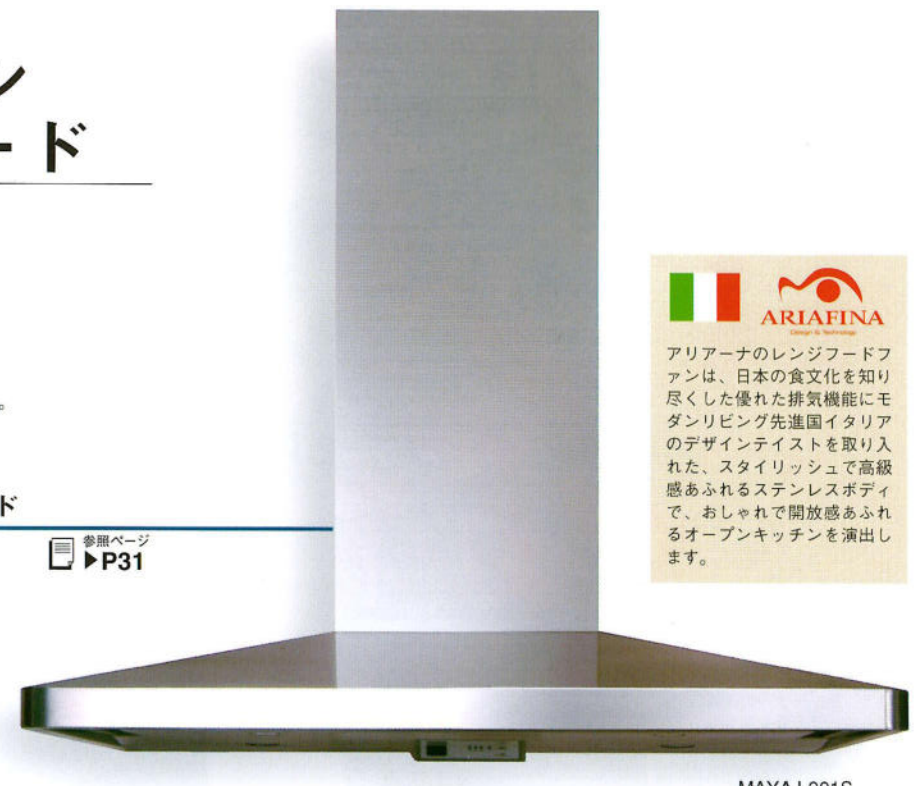 ン
ード
。
ド
参照ページ
▶P31
ARIAFINA
Design & Technology
アリアーナのレンジフードフ
ァンは、日本の食文化を知り
尽くした優れた排気機能にモ
ダンリビング先進国イタリア
のデザインテイストを取り入
れた、スタイリッシュで高級
感あふれるステンレスボディ
で、おしゃれで開放感あふれ
るオープンキッチンを演出し
ます。